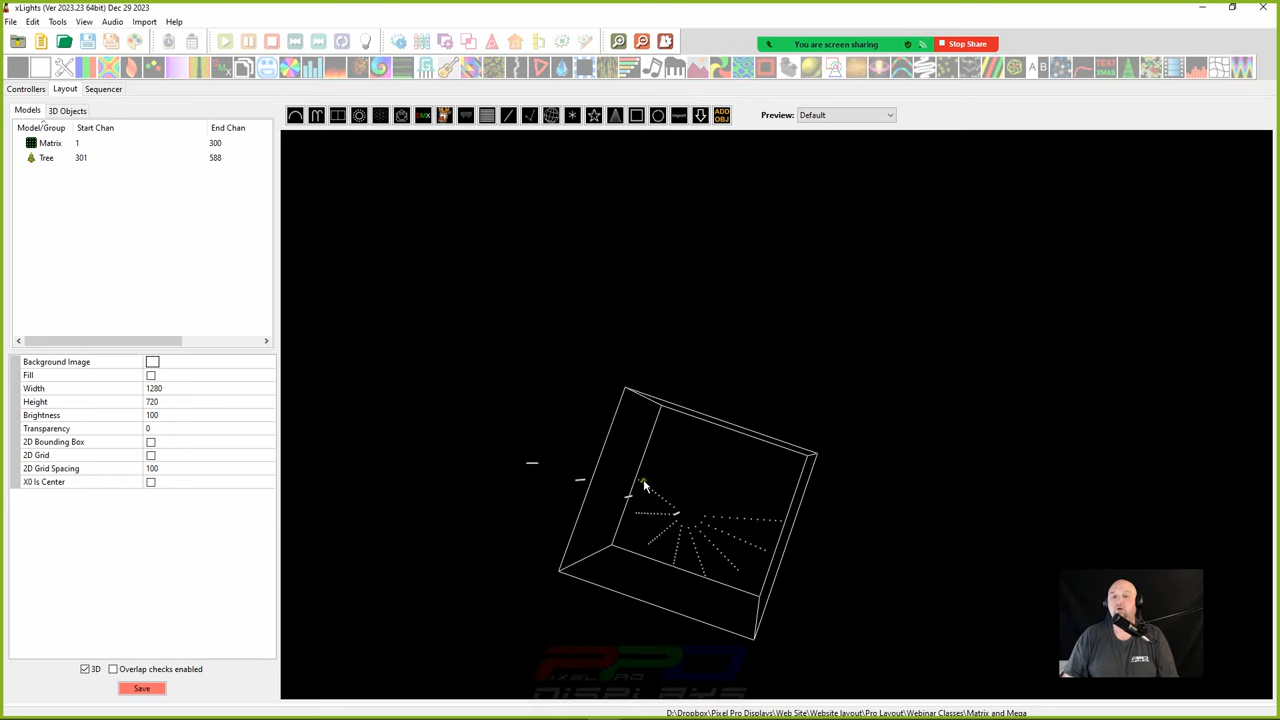 xLights (Ver 2023.23 64bit) Dec 29 2023
File Edit Tools View Audio Import Help
You are screen sharing Stop Share
Controllers Layout Sequencer
Models 3D Objects
Preview: Default
Model/Group Start Chan End Chan
Matrix 1 300
Tree 301 588
Background Image
Fill
Width 1280
Height 720
Brightness 100
Transparency 0
2D Bounding Box
2D Grid
2D Grid Spacing 100
X0 Is Center
3D Overlap checks enabled
Save
PIXEL PRO
DISPLAYS
D:\Dropbox\Pixel Pro Displays\Web Site\Website layout\Pro Layout\Webinar Classes\Matrix and Mega